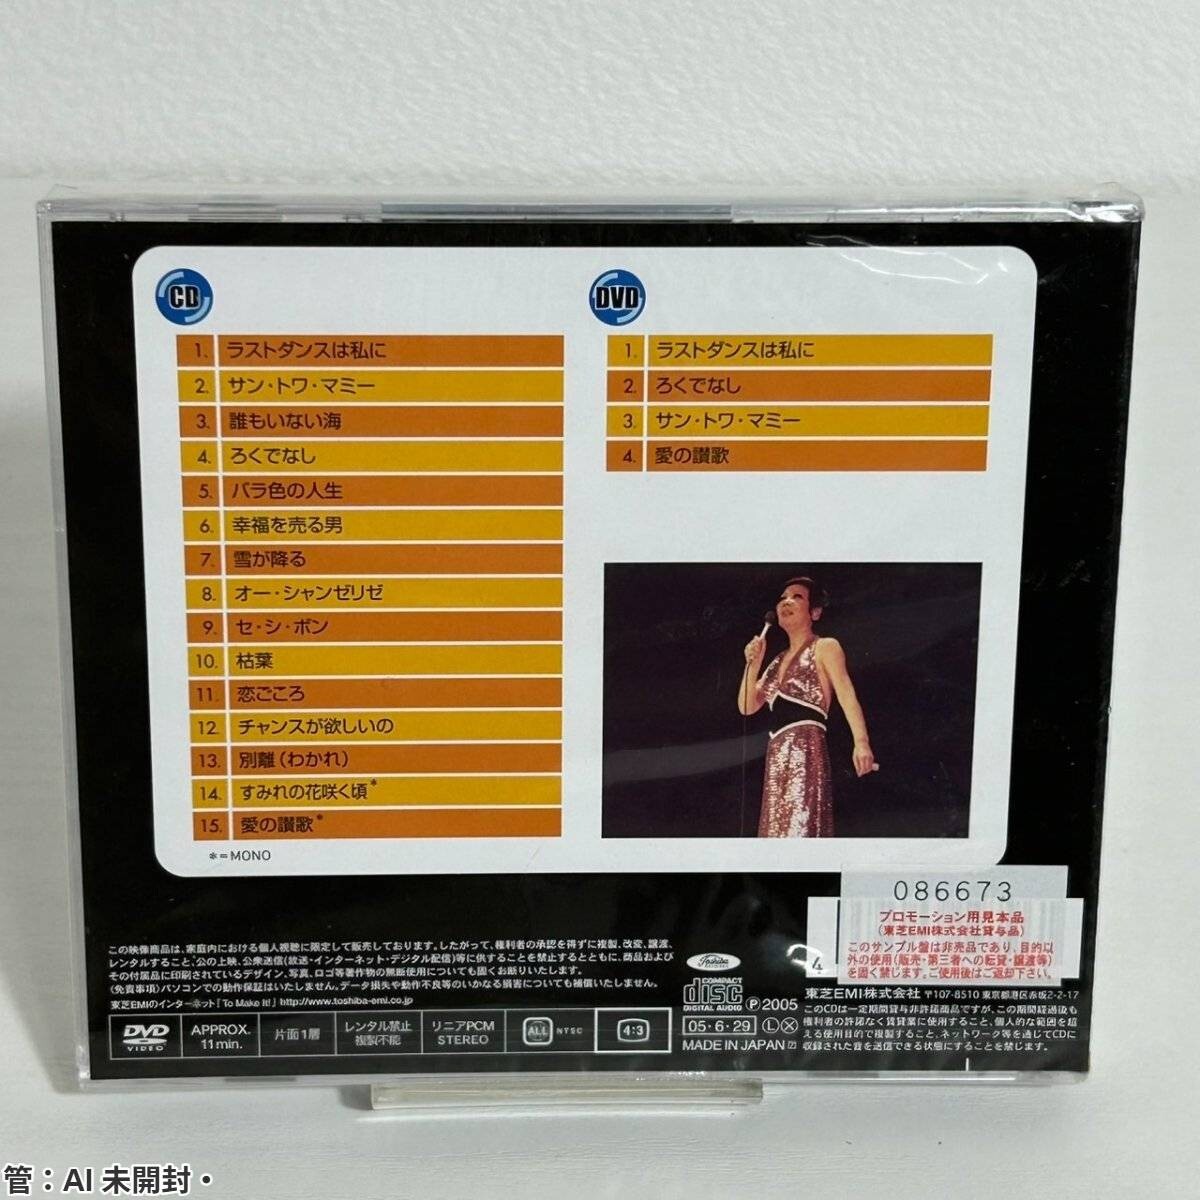 CD
1. ラストダンスは私に
2. サン・トワ・マミー
3. 誰もいない海
4. ろくでなし
5. バラ色の人生
6. 幸福を売る男
7. 雪が降る
8. オー・シャンゼリゼ
9. セ・シ・ボン
10. 枯葉
11. 恋ごころ
12. チャンスが欲しいの
13. 別離(わかれ)
14. すみれの花咲く頃*
15. 愛の讃歌*
*=MONO
DVD
1. ラストダンスは私に
2. ろくでなし
3. サン・トワ・マミー
4. 愛の讃歌
086673
プロモーション用見本品
(東芝EMI株式会社貸与品)
このサンプル盤は非売品であり、目的以
外の使用(販売・第三者への転貸・譲渡等)
を固く禁じます。ご使用後はご返却下さい。
4
この映像商品は、家庭内における個人視聴に限定して販売しております。したがって、権利者の承認を得ずに複製、改変、譲渡、
レンタルすること、公の上映、公衆送信(放送・インターネット・デジタル配信)等に供することを禁止するとともに、商品および
その付属品に印刷されているデザイン、写真、ロゴ等著作物の無断使用についても固くお断りいたします。
(免責事項)パソコンでの動作保証はいたしません。データ損失や動作不良等のいかなる損害についても補償いたしません。
東芝EMIのインターネット『To Make It!』http://www.toshiba-emi.co.jp
DVD VIDEO
APPROX. 11min.
片面1層
レンタル禁止 複製不能
リニアPCM STEREO
ALL NTSC
4:3
Toshiba
COMPACT disc DIGITAL AUDIO
Ⓟ2005
05・6・29 Ⓛ Ⓧ
MADE IN JAPAN
東芝EMI株式会社 〒107-8510 東京都港区赤坂2-2-17
このCDは一定期間貸与非許諾商品ですが、この期間経過後も
権利者の許諾なく賃貸業に使用すること、個人的な範囲を超
える使用目的で複製すること、ネットワーク等を通じてCDに
収録された音を送信できる状態にすることを禁じます。
管：AI 未開封・